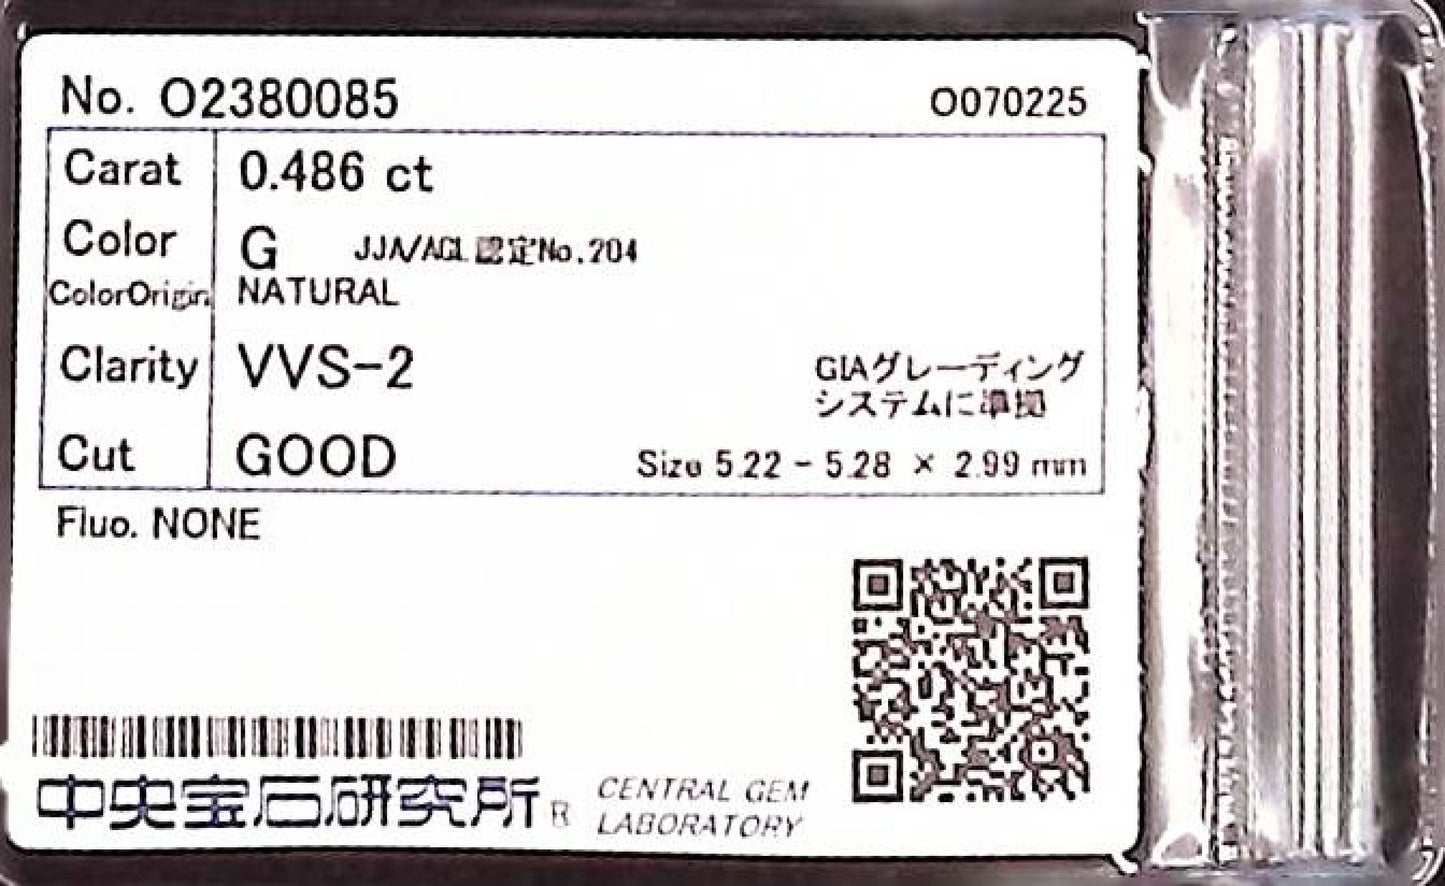 No. O2380085
O070225
Carat 0.486 ct
Color G JJA/AGL認定No.204
ColorOrigin NATURAL
Clarity VVS-2
GIAグレーディング
システムに準拠
Cut GOOD Size 5.22 - 5.28 × 2.99 mm
Fluo. NONE
中央宝石研究所 R
CENTRAL GEM
LABORATORY